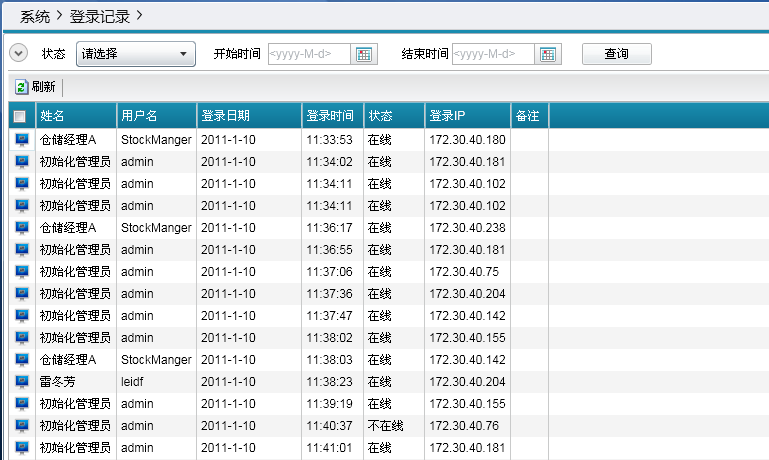 系统 > 登录记录 >
状态 请选择 开始时间 <yyyy-M-d> 结束时间 <yyyy-M-d> 查询
刷新
姓名 用户名 登录日期 登录时间 状态 登录IP 备注
仓储经理A StockManger 2011-1-10 11:33:53 在线 172.30.40.180
初始化管理员 admin 2011-1-10 11:34:02 在线 172.30.40.181
初始化管理员 admin 2011-1-10 11:34:11 在线 172.30.40.102
初始化管理员 admin 2011-1-10 11:34:11 在线 172.30.40.102
仓储经理A StockManger 2011-1-10 11:36:17 在线 172.30.40.238
初始化管理员 admin 2011-1-10 11:36:55 在线 172.30.40.181
初始化管理员 admin 2011-1-10 11:37:06 在线 172.30.40.75
初始化管理员 admin 2011-1-10 11:37:36 在线 172.30.40.204
初始化管理员 admin 2011-1-10 11:37:47 在线 172.30.40.142
初始化管理员 admin 2011-1-10 11:38:02 在线 172.30.40.155
仓储经理A StockManger 2011-1-10 11:38:03 在线 172.30.40.142
雷冬芳 leidf 2011-1-10 11:38:23 在线 172.30.40.204
初始化管理员 admin 2011-1-10 11:39:19 在线 172.30.40.155
初始化管理员 admin 2011-1-10 11:40:37 不在线 172.30.40.76
初始化管理员 admin 2011-1-10 11:41:01 在线 172.30.40.181